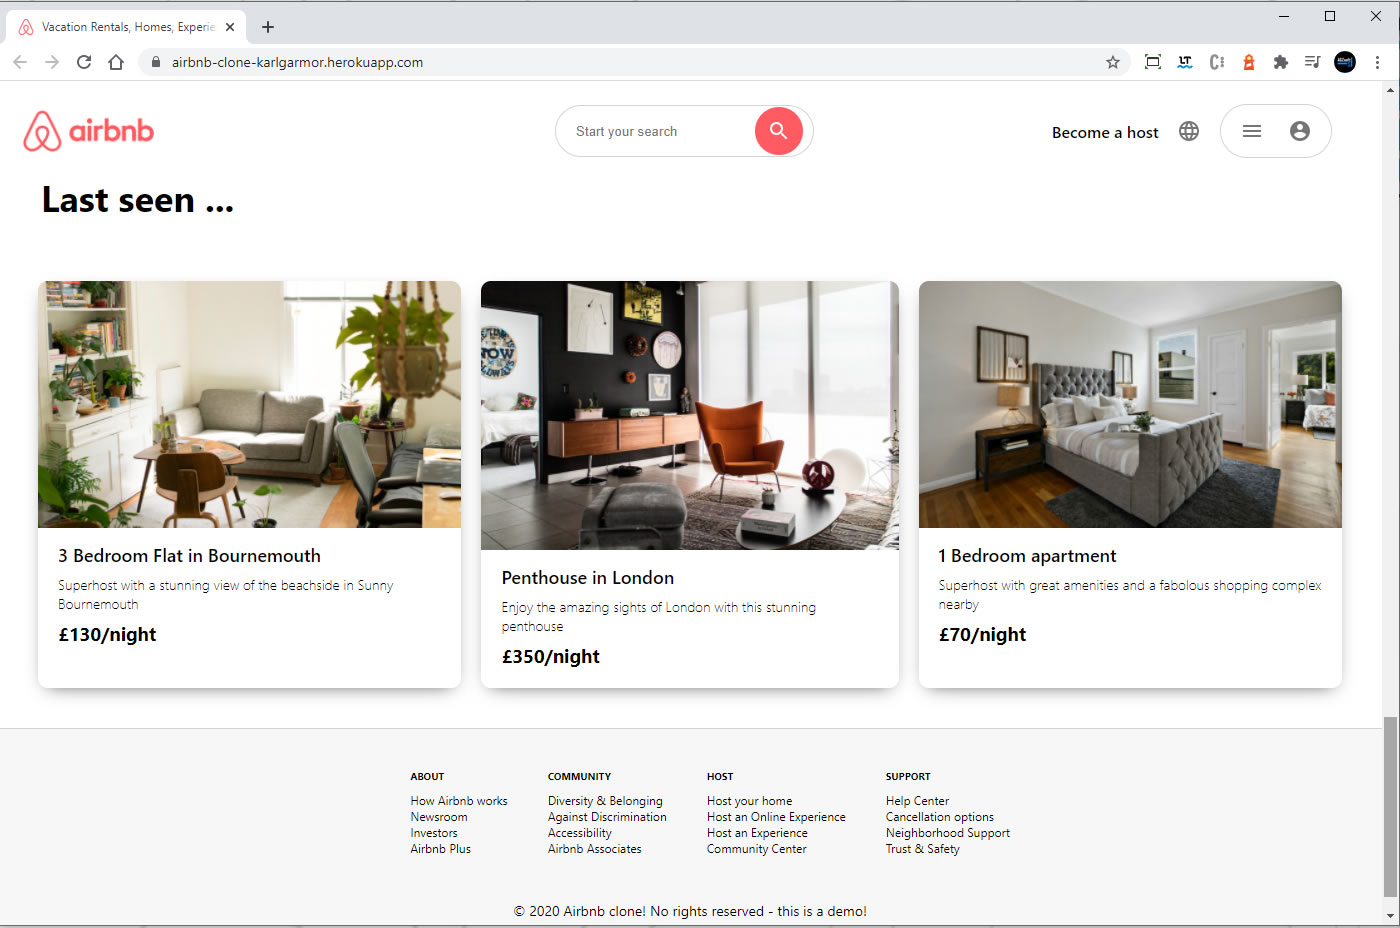 Vacation Rentals, Homes, Experie
airbnb-clone-karlgarmor.herokuapp.com
airbnb
Start your search
Become a host
Last seen ...
NOW
3 Bedroom Flat in Bournemouth
Superhost with a stunning view of the beachside in Sunny
Bournemouth
£130/night
Penthouse in London
Enjoy the amazing sights of London with this stunning
penthouse
£350/night
1 Bedroom apartment
Superhost with great amenities and a fabolous shopping complex
nearby
£70/night
ABOUT
How Airbnb works
Newsroom
Investors
Airbnb Plus
COMMUNITY
Diversity & Belonging
Against Discrimination
Accessibility
Airbnb Associates
HOST
Host your home
Host an Online Experience
Host an Experience
Community Center
SUPPORT
Help Center
Cancellation options
Neighborhood Support
Trust & Safety
© 2020 Airbnb clone! No rights reserved - this is a demo!